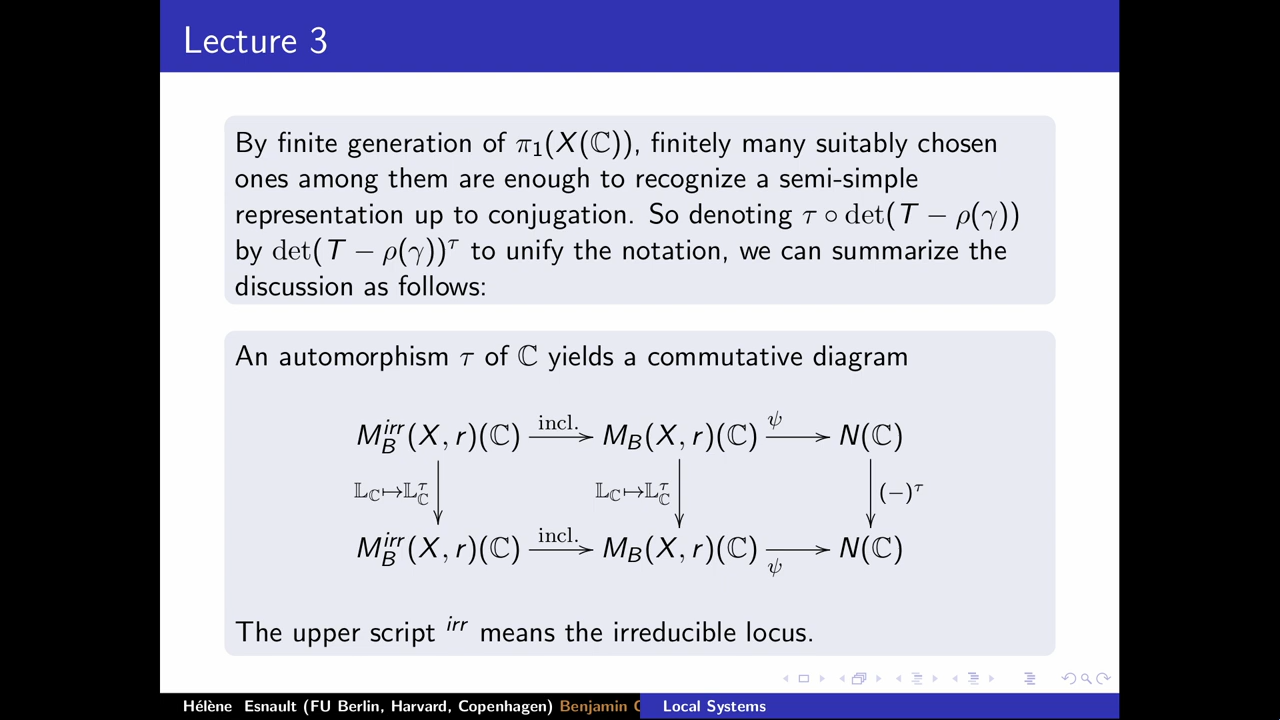 Lecture 3
By finite generation of π₁(X(ℂ)), finitely many suitably chosen
ones among them are enough to recognize a semi-simple
representation up to conjugation. So denoting τ ∘ det(T − ρ(γ))
by det(T − ρ(γ))^τ to unify the notation, we can summarize the
discussion as follows:
An automorphism τ of ℂ yields a commutative diagram
M_B^{irr}(X, r)(ℂ) incl. M_B(X, r)(ℂ) ψ N(ℂ)
𝕃_ℂ↦𝕃_ℂ^τ 𝕃_ℂ↦𝕃_ℂ^τ (−)^τ
M_B^{irr}(X, r)(ℂ) incl. M_B(X, r)(ℂ) ψ N(ℂ)
The upper script ^{irr} means the irreducible locus.
Hélène Esnault (FU Berlin, Harvard, Copenhagen) Benjamin Local Systems